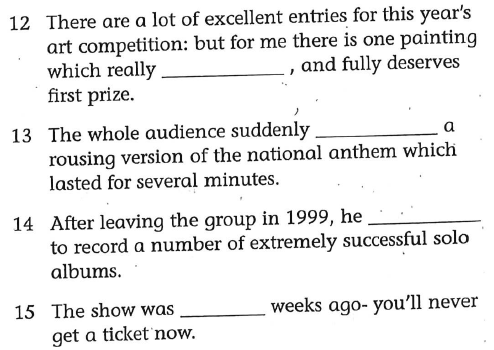 12 There are a lot of excellent entries for this year's
art competition: but for me there is one painting
which really ____________ , and fully deserves
first prize.
13 The whole audience suddenly ____________ a
rousing version of the national anthem which
lasted for several minutes.
14 After leaving the group in 1999, he ___________
to record a number of extremely successful solo
albums.
15 The show was ________ weeks ago- you'll never
get a ticket now.